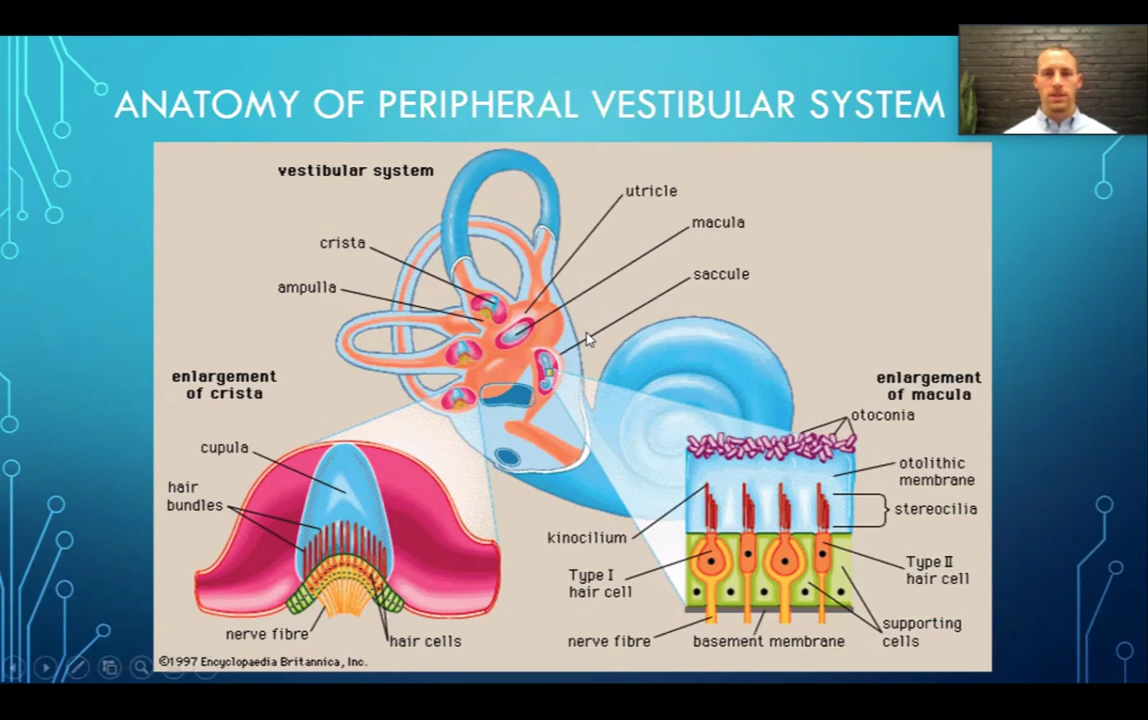 ANATOMY OF PERIPHERAL VESTIBULAR SYSTEM
vestibular system
utricle
macula
crista
saccule
ampulla
enlargement
of crista
enlargement
of macula
otoconia
cupula
otolithic
membrane
hair
bundles
stereocilia
kinocilium
Type I
hair cell
Type II
hair cell
supporting
cells
nerve fibre
hair cells
nerve fibre
basement membrane
©1997 Encyclopaedia Britannica, Inc.